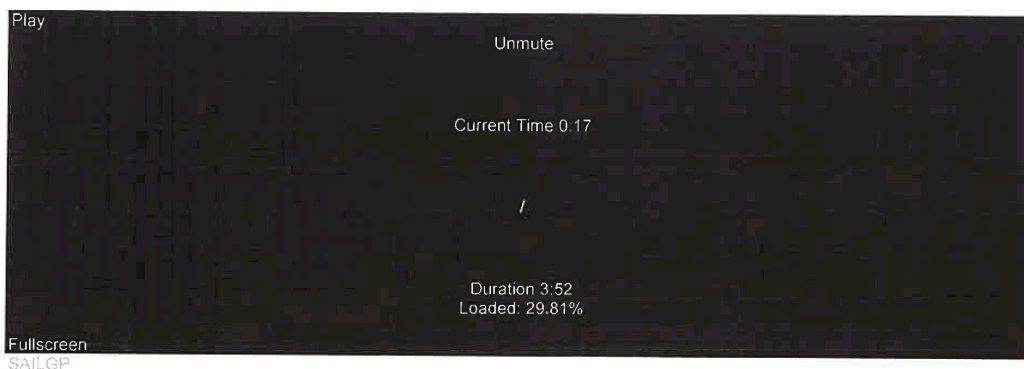 Play
Unmute
Current Time 0:17
/
Duration 3:52
Loaded: 29.81%
Fullscreen
SAILGP